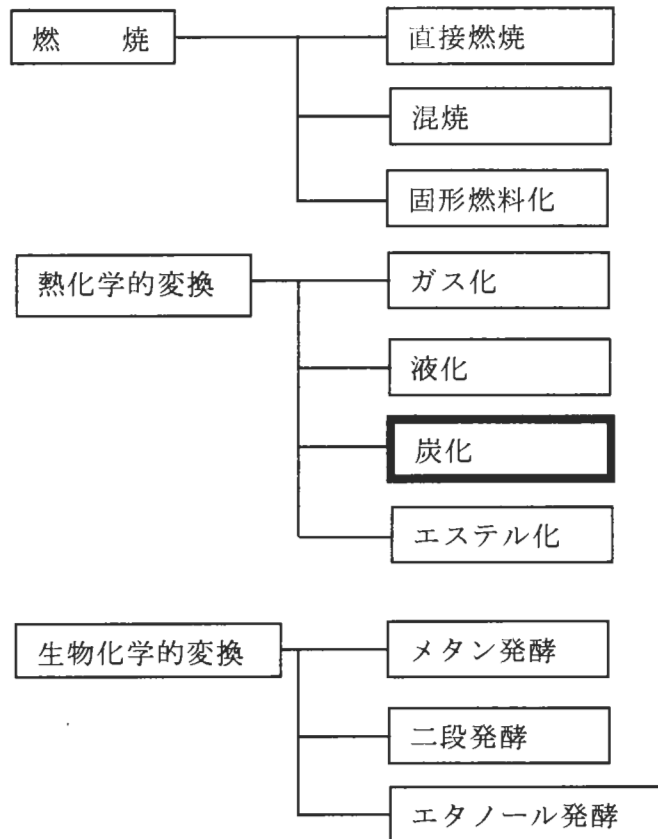 燃　焼
直接燃焼
混焼
固形燃料化
熱化学的変換
ガス化
液化
炭化
エステル化
生物化学的変換
メタン発酵
二段発酵
エタノール発酵